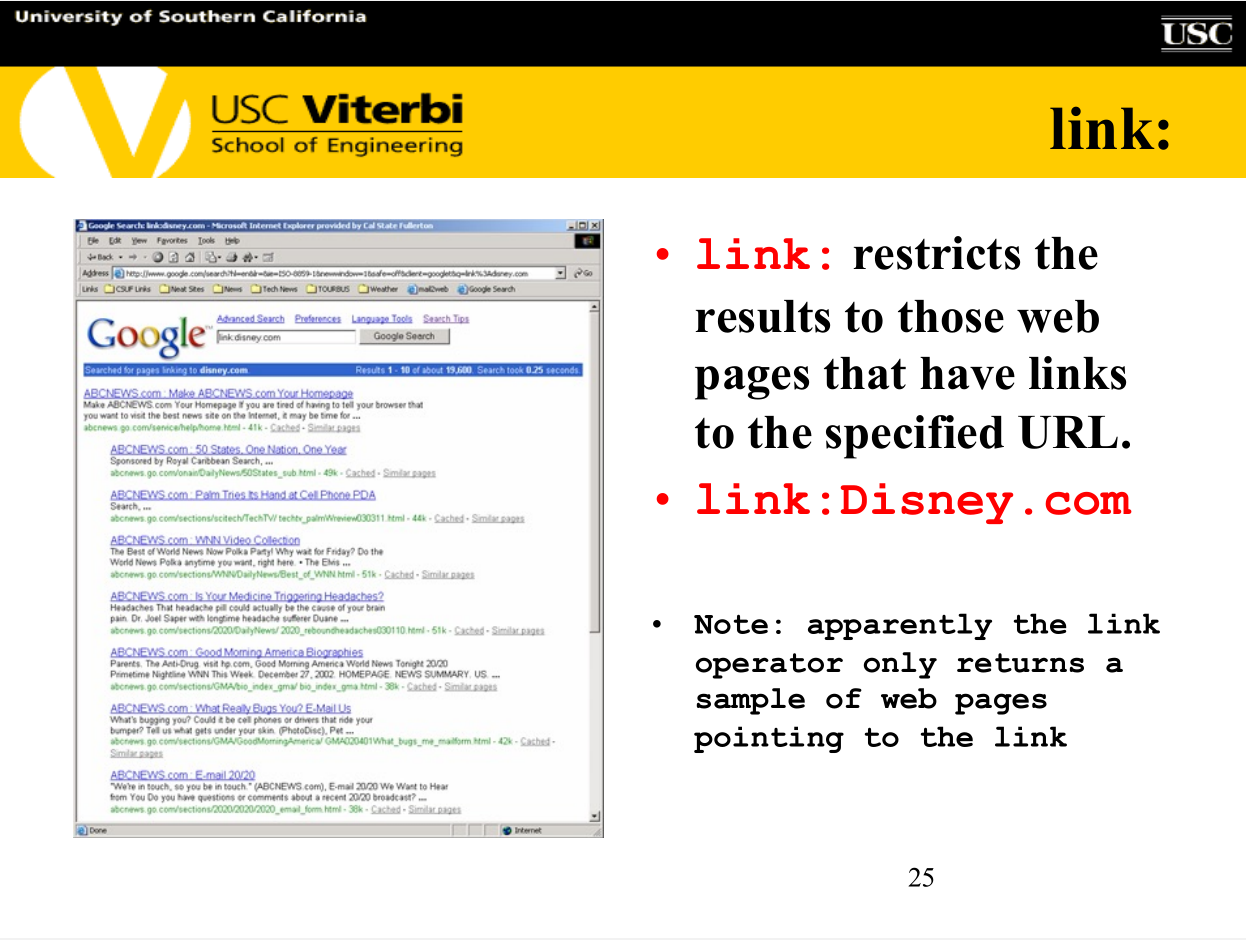 University of Southern California
USC
USC Viterbi
School of Engineering
link:
Google Search: link:disney.com - Microsoft Internet Explorer provided by Cal State Fullerton
File Edit View Favorites Tools Help
Back
Address http://www.google.com/search?hl=en&lr=&ie=ISO-8859-1&newwindow=1&safe=off&client=googlet&q=link%3Adisney.com Go
Links CSUF Links Neat Sites News Tech News TOURBUS Weather mail2web Google Search
Advanced Search Preferences Language Tools Search Tips
Google™
link:disney.com Google Search
Searched for pages linking to disney.com. Results 1 - 10 of about 19,600. Search took 0.25 seconds.
ABCNEWS.com : Make ABCNEWS.com Your Homepage
Make ABCNEWS.com Your Homepage If you are tired of having to tell your browser that
you want to visit the best news site on the Internet, it may be time for ...
abcnews.go.com/service/help/home.html - 41k - Cached - Similar pages
ABCNEWS.com : 50 States, One Nation, One Year
Sponsored by Royal Caribbean Search, ...
abcnews.go.com/onair/DailyNews/50States_sub.html - 49k - Cached - Similar pages
ABCNEWS.com : Palm Tries Its Hand at Cell Phone PDA
Search, ...
abcnews.go.com/sections/scitech/TechTV/ techtv_palmWreview030311.html - 44k - Cached - Similar pages
ABCNEWS.com : WNN Video Collection
The Best of World News Now Polka Party! Why wait for Friday? Do the
World News Polka anytime you want, right here. • The Elvis ...
abcnews.go.com/sections/WNN/DailyNews/Best_of_WNN.html - 51k - Cached - Similar pages
ABCNEWS.com : Is Your Medicine Triggering Headaches?
Headaches That headache pill could actually be the cause of your brain
pain. Dr. Joel Saper with longtime headache sufferer Duane ...
abcnews.go.com/sections/2020/DailyNews/ 2020_reboundheadaches030110.html - 51k - Cached - Similar pages
ABCNEWS.com : Good Morning America Biographies
Parents. The Anti-Drug. visit hp.com, Good Morning America World News Tonight 20/20
Primetime Nightline WNN This Week. December 27, 2002. HOMEPAGE. NEWS SUMMARY. US. ...
abcnews.go.com/sections/GMA/bio_index_gma/ bio_index_gma.html - 38k - Cached - Similar pages
ABCNEWS.com : What Really Bugs You? E-Mail Us
What's bugging you? Could it be cell phones or drivers that ride your
bumper? Tell us what gets under your skin. (PhotoDisc), Pet ...
abcnews.go.com/sections/GMA/GoodMorningAmerica/ GMA020401What_bugs_me_mailform.html - 42k - Cached -
Similar pages
ABCNEWS.com : E-mail 20/20
"We're in touch, so you be in touch." (ABCNEWS.com), E-mail 20/20 We Want to Hear
from You Do you have questions or comments about a recent 20/20 broadcast? ...
abcnews.go.com/sections/2020/2020/2020_email_form.html - 38k - Cached - Similar pages
Done Internet
• link: restricts the
results to those web
pages that have links
to the specified URL.
• link:Disney.com
• Note: apparently the link
operator only returns a
sample of web pages
pointing to the link
25